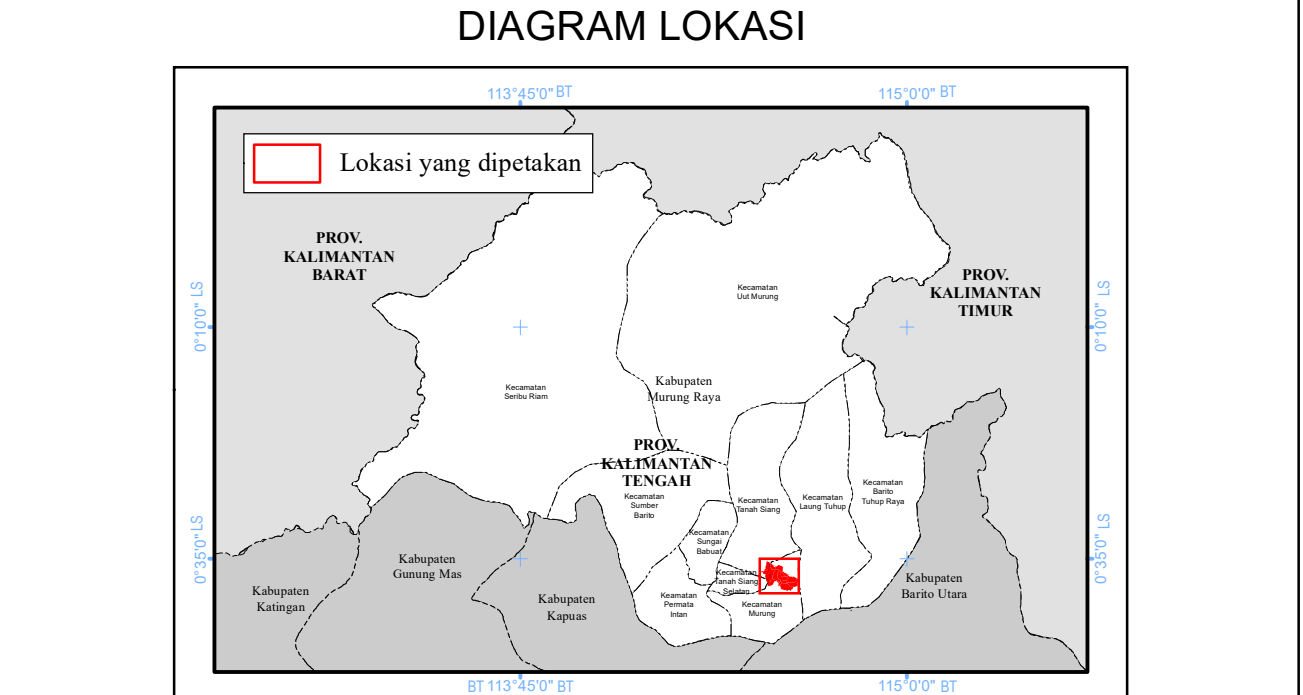 DIAGRAM LOKASI
113°45'0" BT
115°0'0" BT
Lokasi yang dipetakan
PROV.
KALIMANTAN
BARAT
PROV.
KALIMANTAN
TIMUR
Kecamatan
Uut Murung
0°10'0" LS
0°10'0" LS
Kecamatan
Seribu Riam
Kabupaten
Murung Raya
PROV.
KALIMANTAN
TENGAH
Kecamatan
Sumber
Barito
Kecamatan
Tanah Siang
Kecamatan
Laung Tuhup
Kecamatan
Barito
Tuhup Raya
Kecamatan
Sungai
Babuat
0°35'0" LS
0°35'0" LS
Kabupaten
Gunung Mas
Kecamatan
Tanah Siang
Selatan
Kabupaten
Barito Utara
Kabupaten
Katingan
Kabupaten
Kapuas
Keamatan
Permata
Intan
Kecamatan
Murung
BT 113°45'0" BT
115°0'0" BT